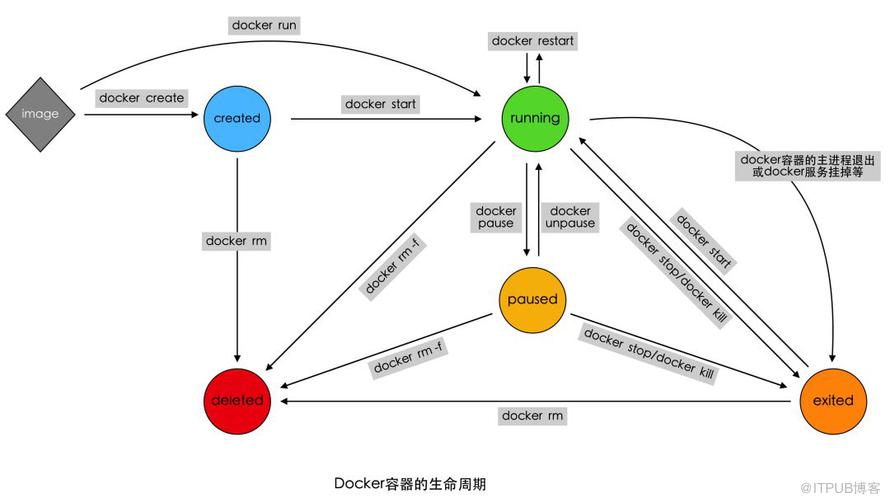 docker run
docker restart
docker create
image
created
docker start
running
docker容器的主进程退出
或docker服务挂掉等
docker
pause
docker
unpause
docker rm
docker rm -f
docker start
docker stop/docker kill
paused
docker rm -f
docker stop/docker kill
deleted
exited
docker rm
Docker容器的生命周期
@ITPUB博客